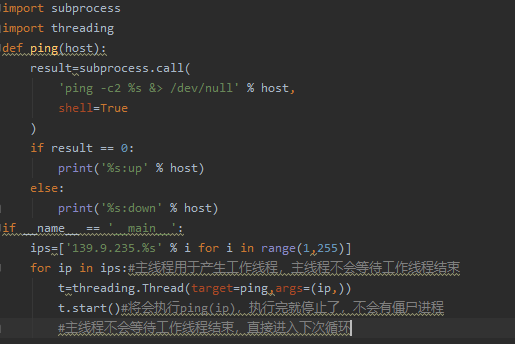 import subprocess
import threading
def ping(host):
    result=subprocess.call(
        'ping -c2 %s &> /dev/null' % host,
        shell=True
    )
    if result == 0:
        print('%s:up' % host)
    else:
        print('%s:down' % host)
if __name__ == '__main__':
    ips=['139.9.235.%s' % i for i in range(1,255)]
    for ip in ips:#主线程用于产生工作线程，主线程不会等待工作线程结束
        t=threading.Thread(target=ping,args=(ip,))
        t.start()#将会执行ping(ip)，执行完就停止了，不会有僵尸进程
        #主线程不会等待工作线程结束，直接进入下次循环